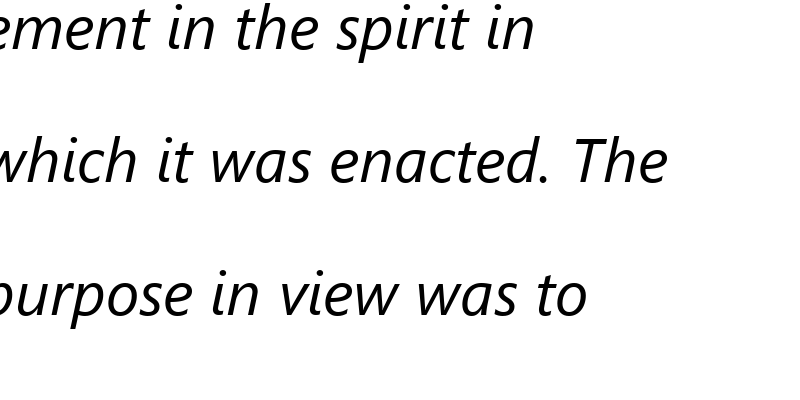 ement in the spirit in
which it was enacted. The
purpose in view was to